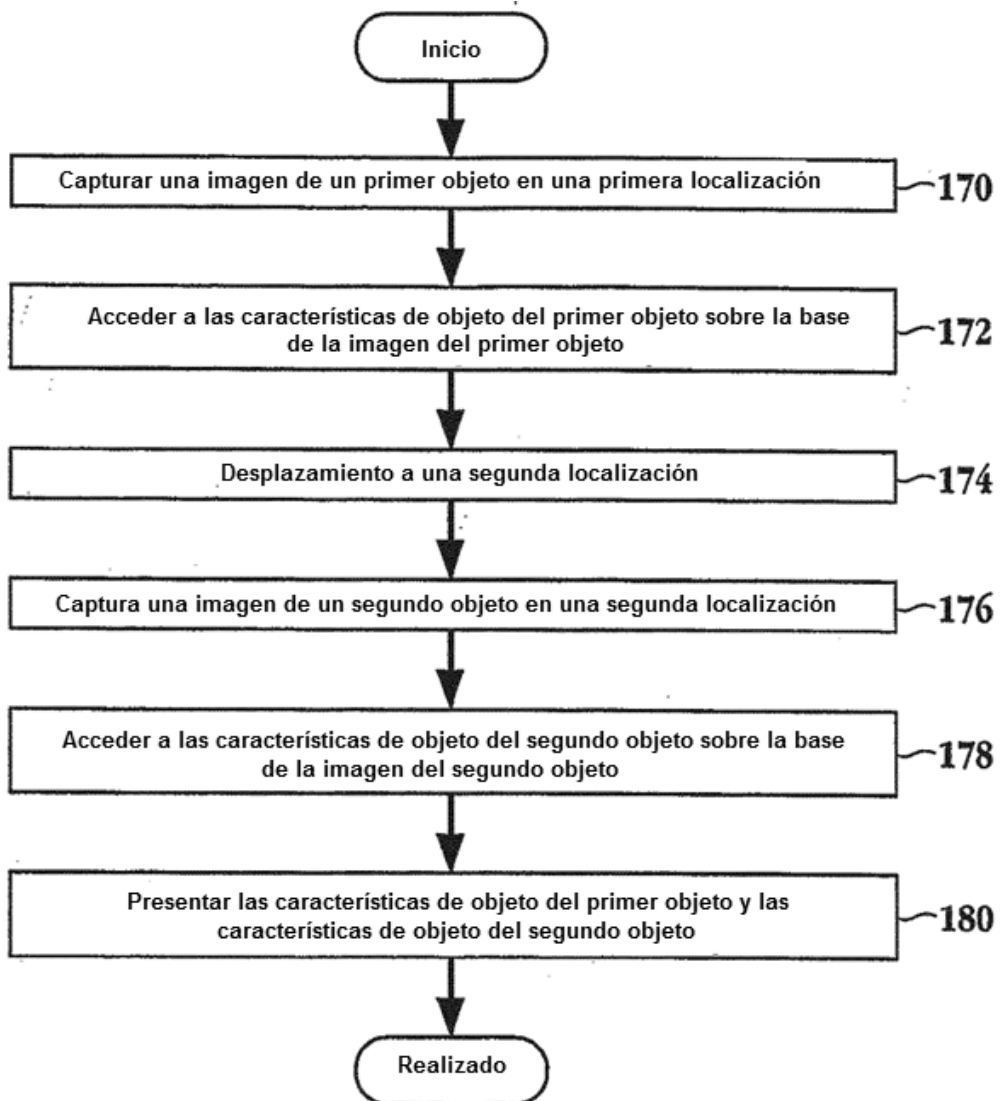 Inicio
Capturar una imagen de un primer objeto en una primera localización
170
Acceder a las características de objeto del primer objeto sobre la base
de la imagen del primer objeto
172
Desplazamiento a una segunda localización
174
Captura una imagen de un segundo objeto en una segunda localización
176
Acceder a las características de objeto del segundo objeto sobre la base
de la imagen del segundo objeto
178
Presentar las características de objeto del primer objeto y las
características de objeto del segundo objeto
180
Realizado